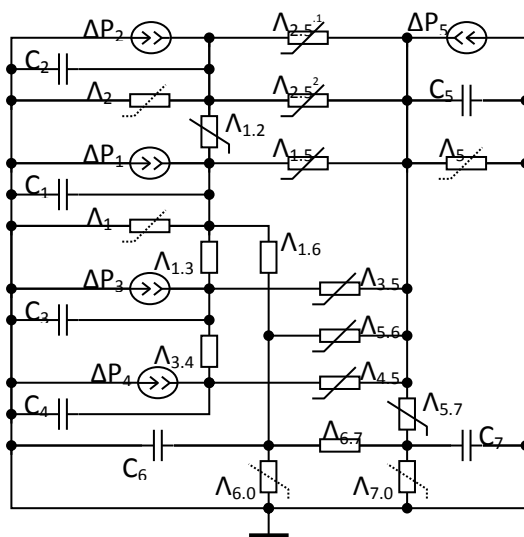 ΔP2 Λ2.5.1 ΔP5
C2
Λ2 Λ2.5² C5
Λ1.2
ΔP1 Λ1.5 Λ5
C1
Λ1
Λ1.3 Λ1.6
ΔP3 Λ3.5
C3
Λ3.4 Λ5.6
ΔP4 Λ4.5
C4 Λ5.7
C6 Λ6.7 C7
Λ6.0 Λ7.0